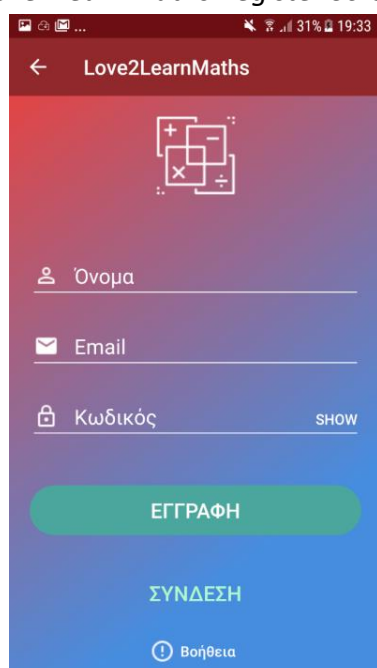 ... 31% 19:33
Love2LearnMaths
+ − × ÷
Όνομα
Email
Κωδικός SHOW
ΕΓΓΡΑΦΗ
ΣΥΝΔΕΣΗ
Βοήθεια